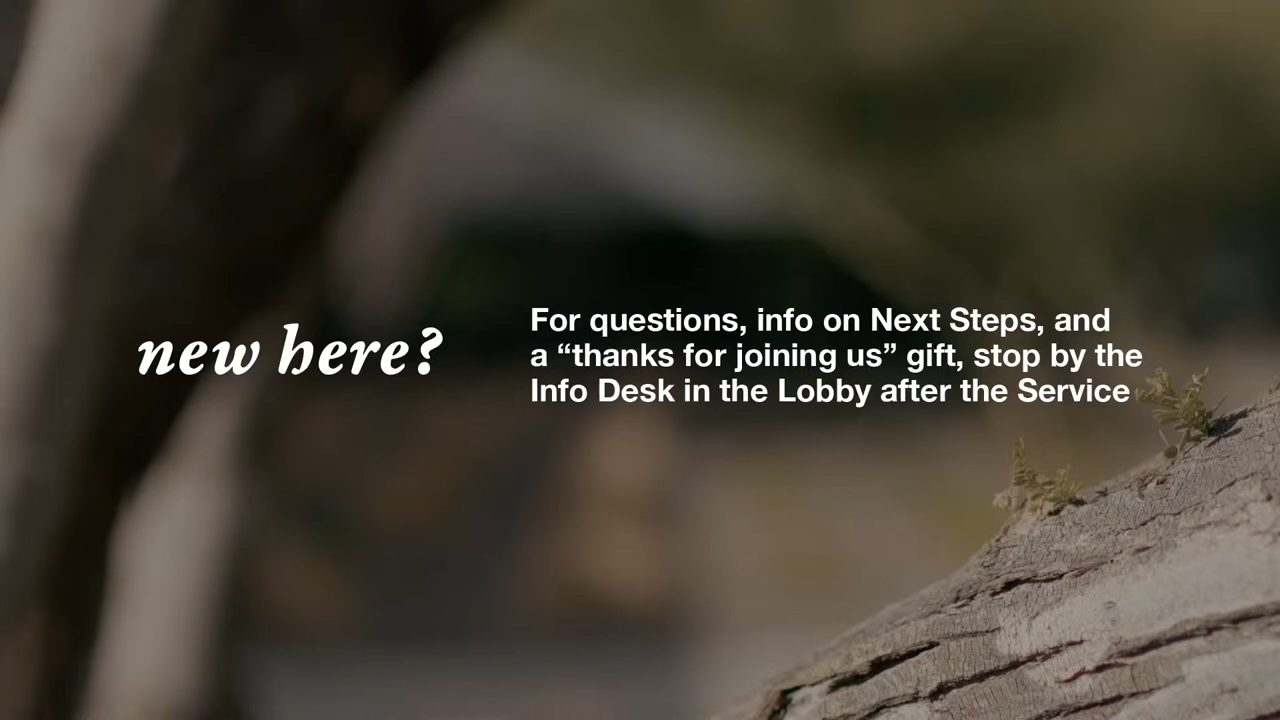 new here?
For questions, info on Next Steps, and
a “thanks for joining us” gift, stop by the
Info Desk in the Lobby after the Service